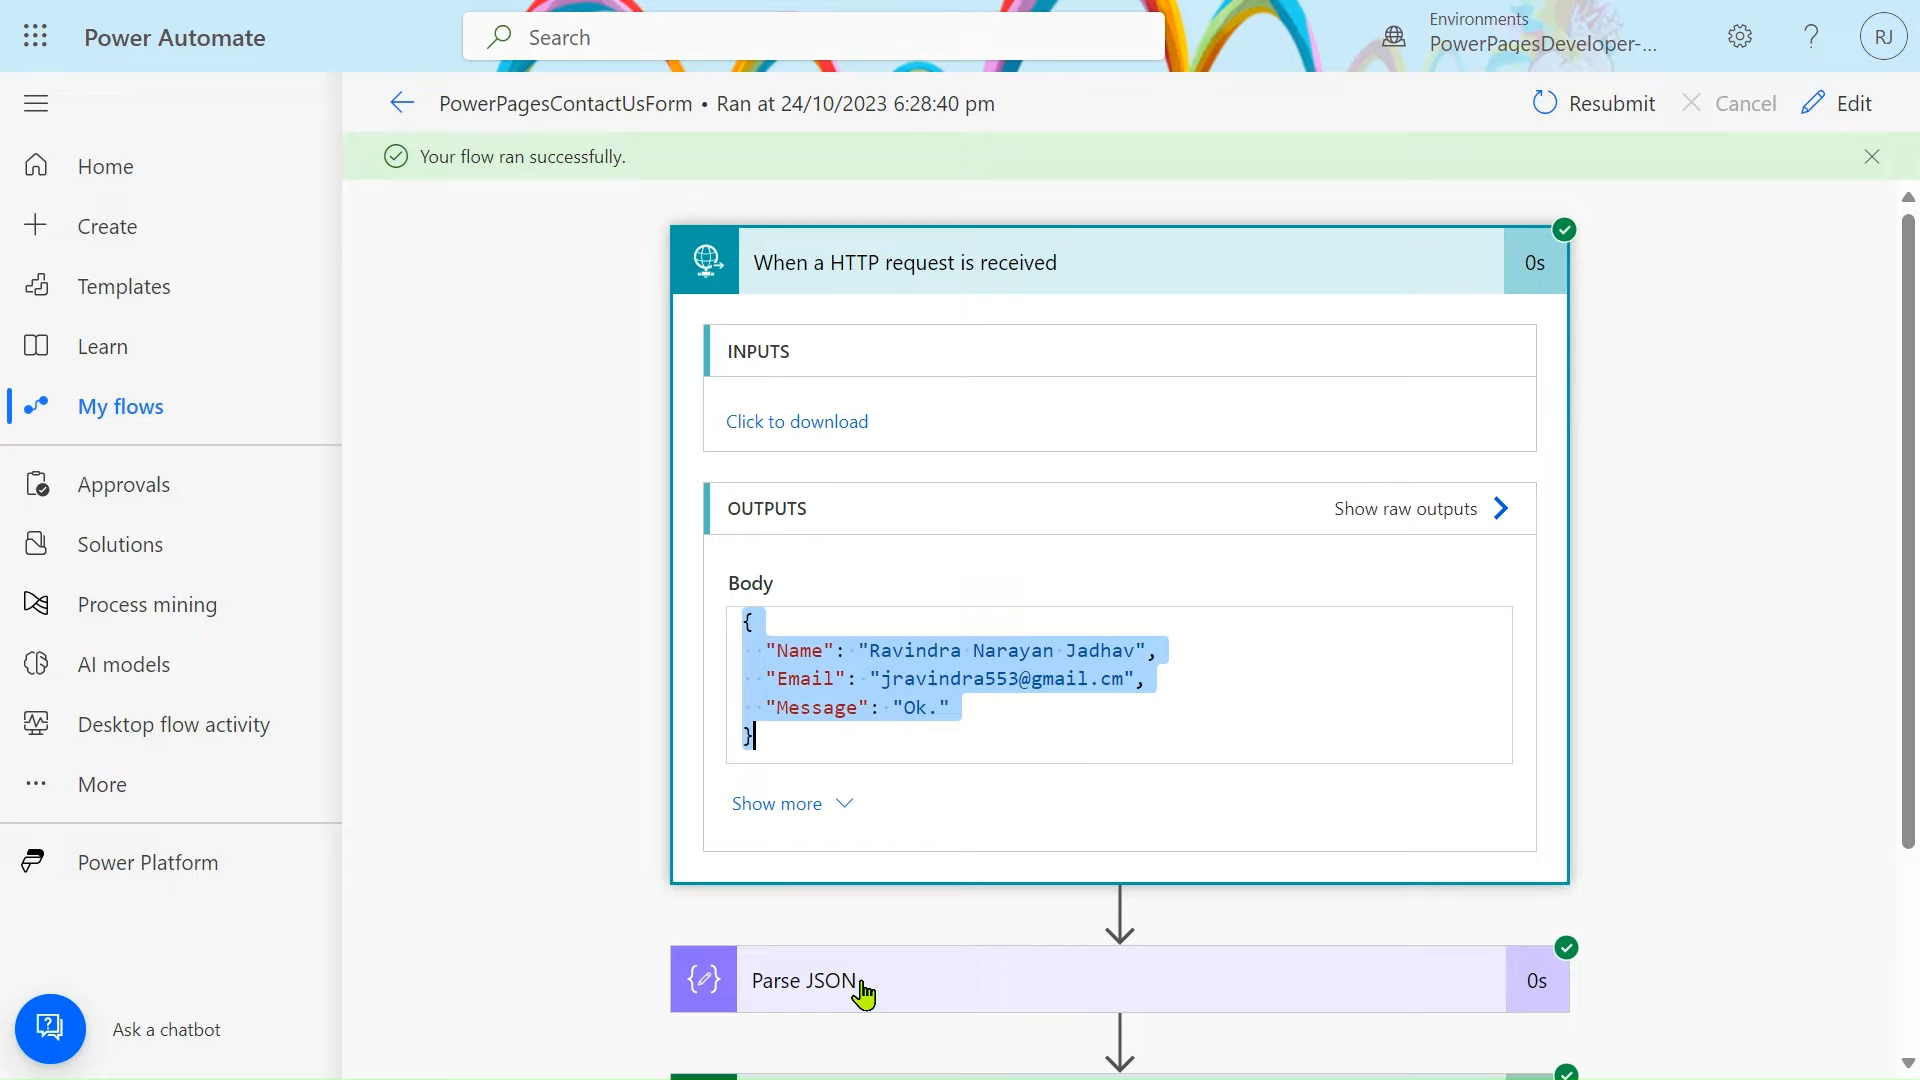 Power Automate
Search
Environments
PowerPagesDeveloper-...
RJ
PowerPagesContactUsForm • Ran at 24/10/2023 6:28:40 pm
Resubmit
Cancel
Edit
Your flow ran successfully.
Home
Create
Templates
Learn
My flows
Approvals
Solutions
Process mining
AI models
Desktop flow activity
More
Power Platform
Ask a chatbot
When a HTTP request is received
0s
INPUTS
Click to download
OUTPUTS
Show raw outputs
Body
{
"Name": "Ravindra Narayan Jadhav",
"Email": "jravindra553@gmail.cm",
"Message": "Ok."
}
Show more
Parse JSON
0s